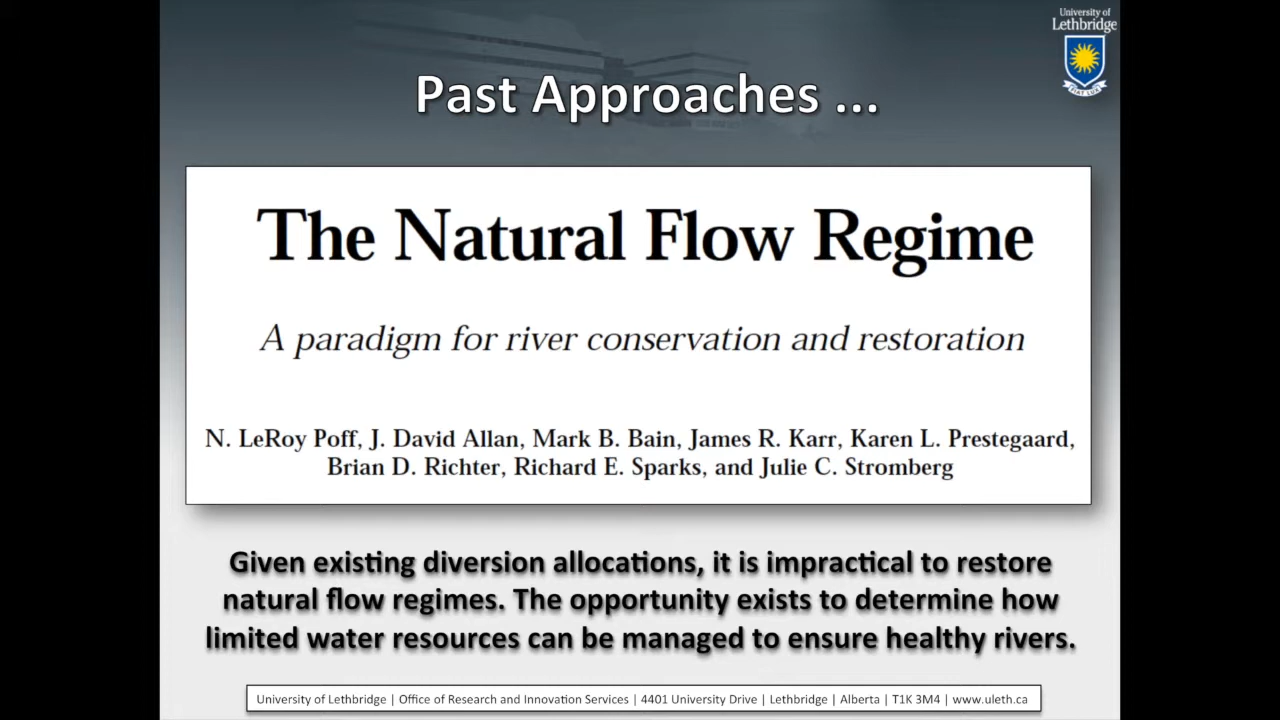 University of
Lethbridge
FIAT LUX
Past Approaches ...
The Natural Flow Regime
A paradigm for river conservation and restoration
N. LeRoy Poff, J. David Allan, Mark B. Bain, James R. Karr, Karen L. Prestegaard,
Brian D. Richter, Richard E. Sparks, and Julie C. Stromberg
Given existing diversion allocations, it is impractical to restore
natural flow regimes. The opportunity exists to determine how
limited water resources can be managed to ensure healthy rivers.
University of Lethbridge | Office of Research and Innovation Services | 4401 University Drive | Lethbridge | Alberta | T1K 3M4 | www.uleth.ca